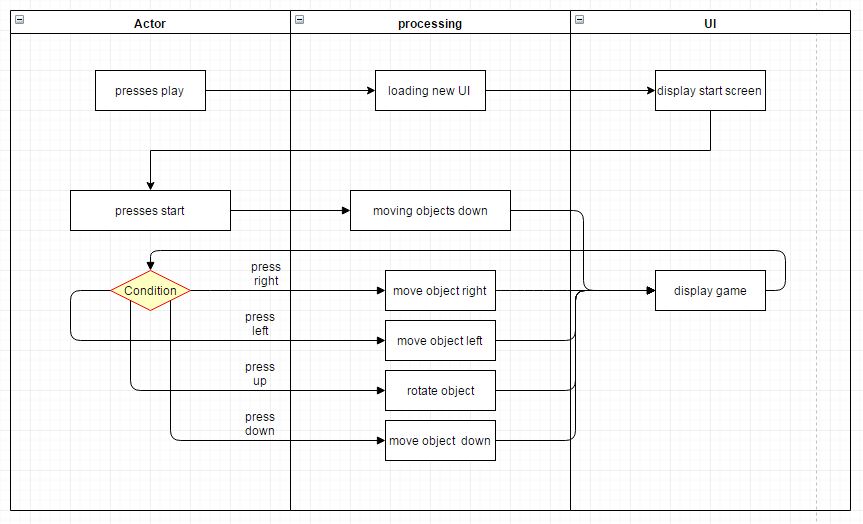 Actor
processing
UI
presses play
loading new UI
display start screen
presses start
moving objects down
Condition
press
right
move object right
display game
press
left
move object left
press
up
rotate object
press
down
move object  down